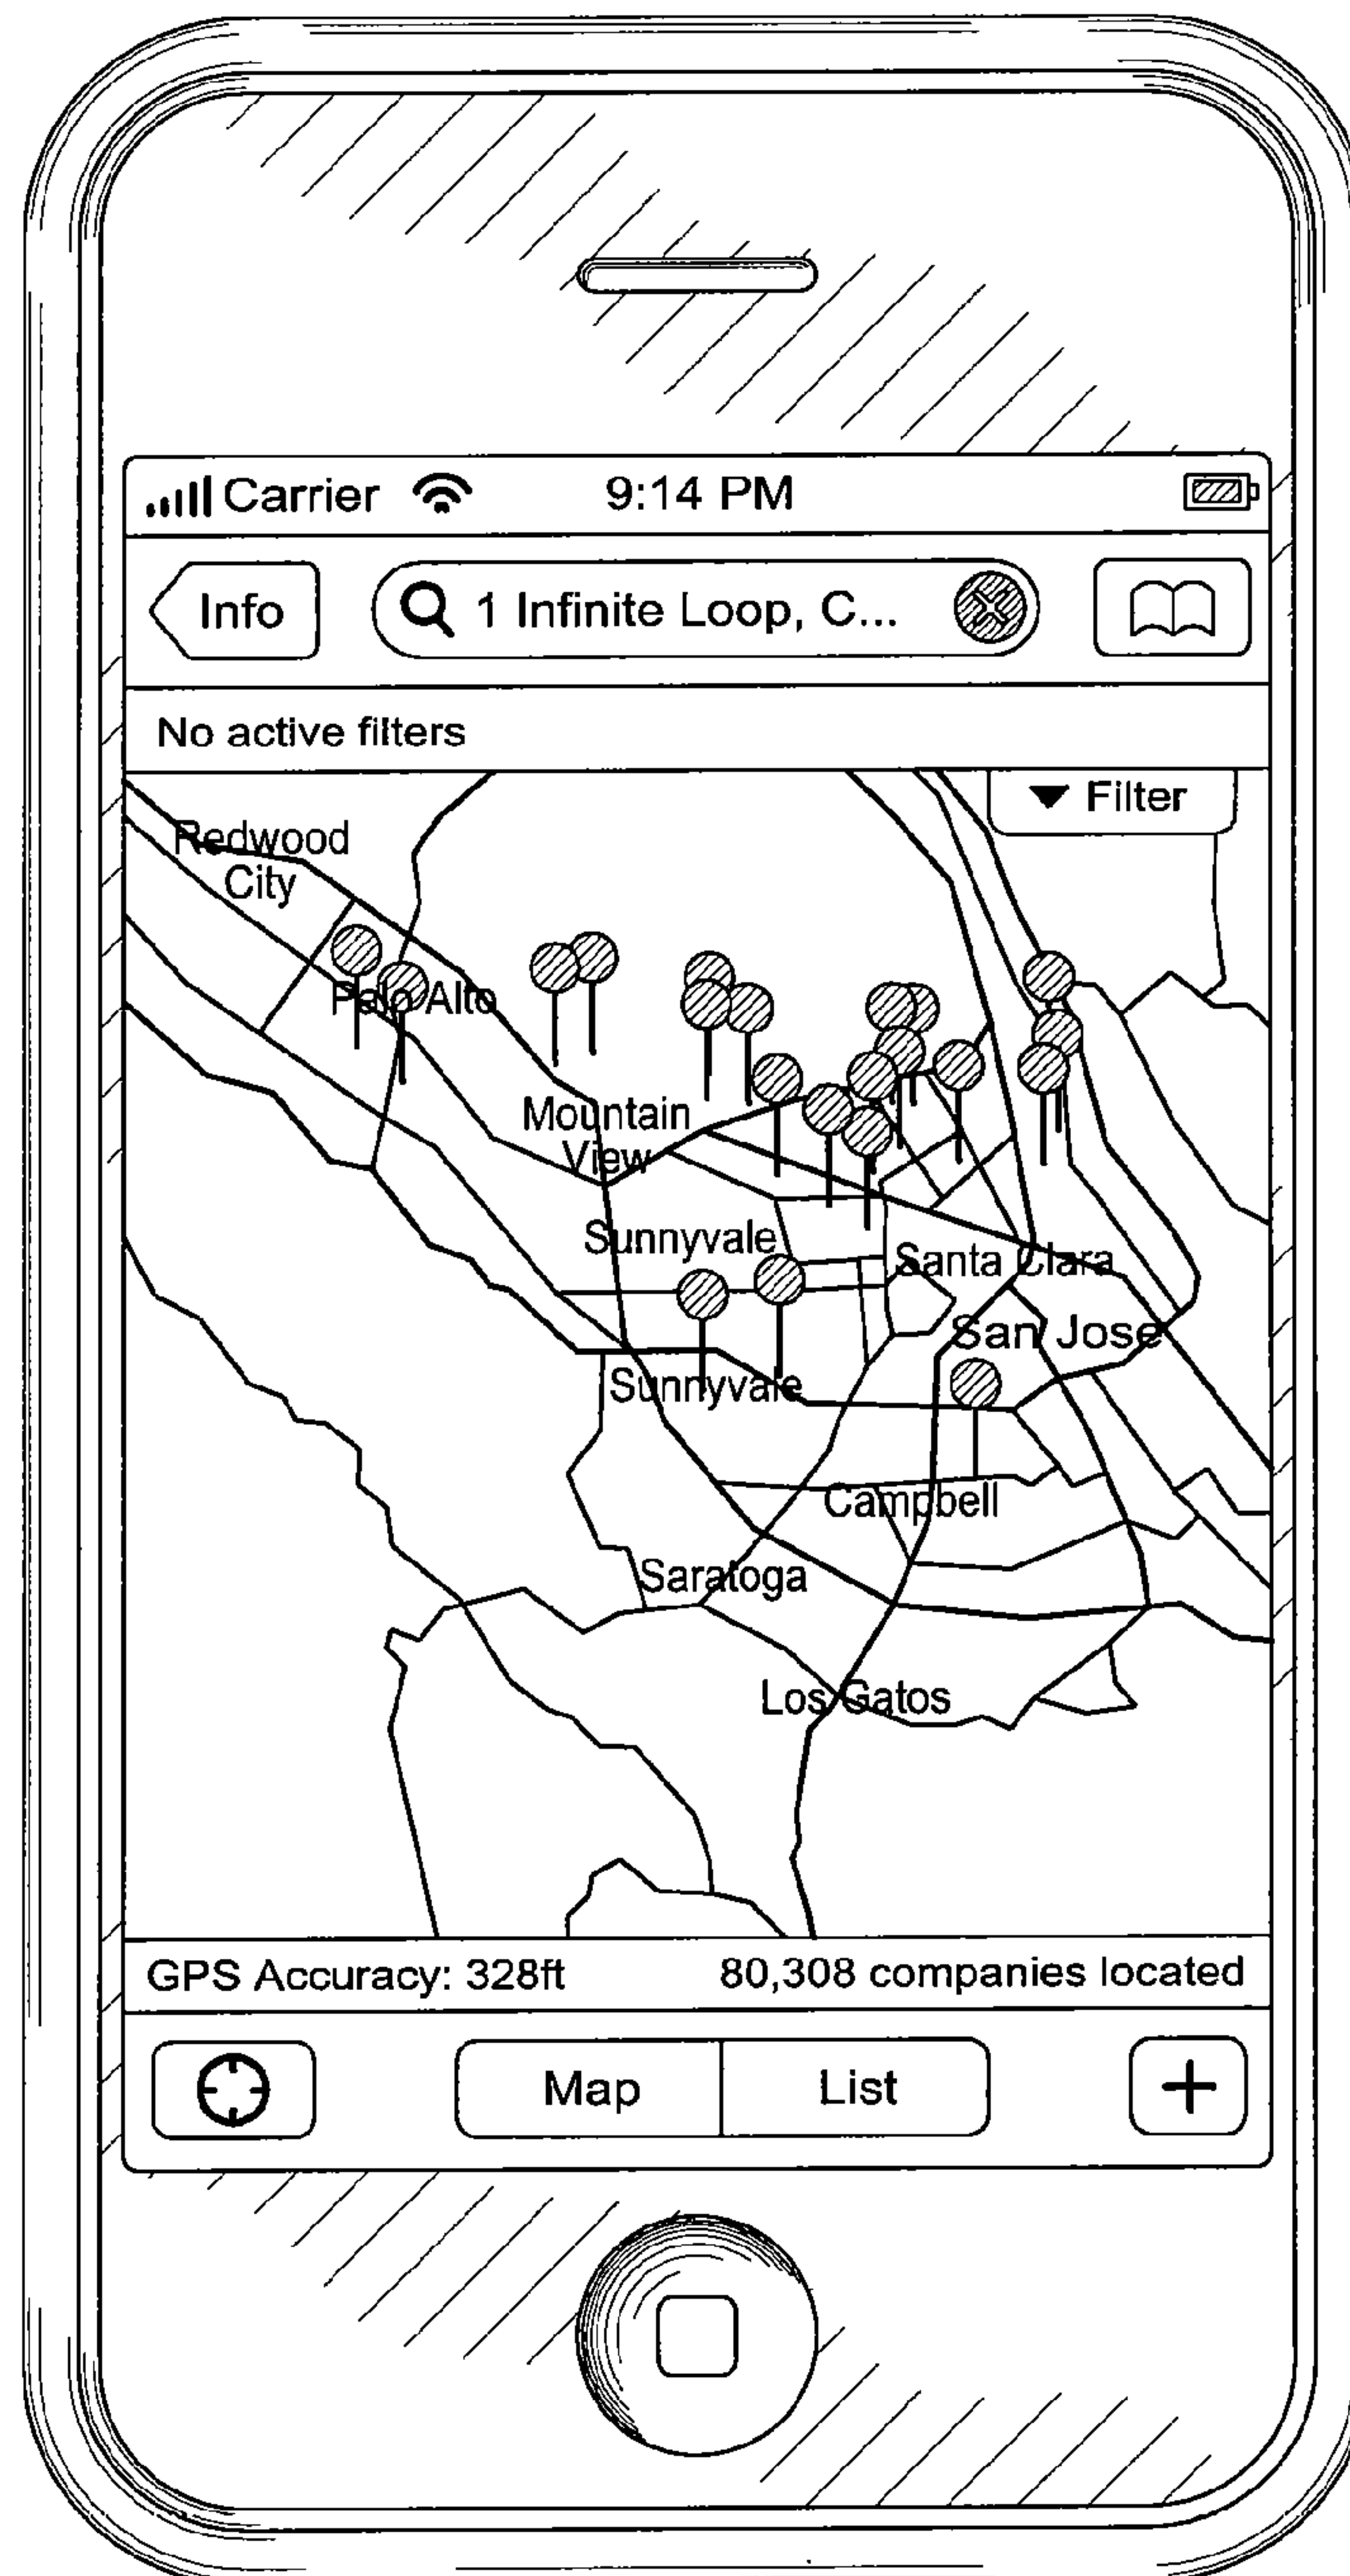 Carrier 9:14 PM
Info 1 Infinite Loop, C...
No active filters
Filter
Redwood
City
Palo Alto
Mountain
View
Sunnyvale
Santa Clara
San Jose
Sunnyvale
Campbell
Saratoga
Los Gatos
GPS Accuracy: 328ft 80,308 companies located
Map List +